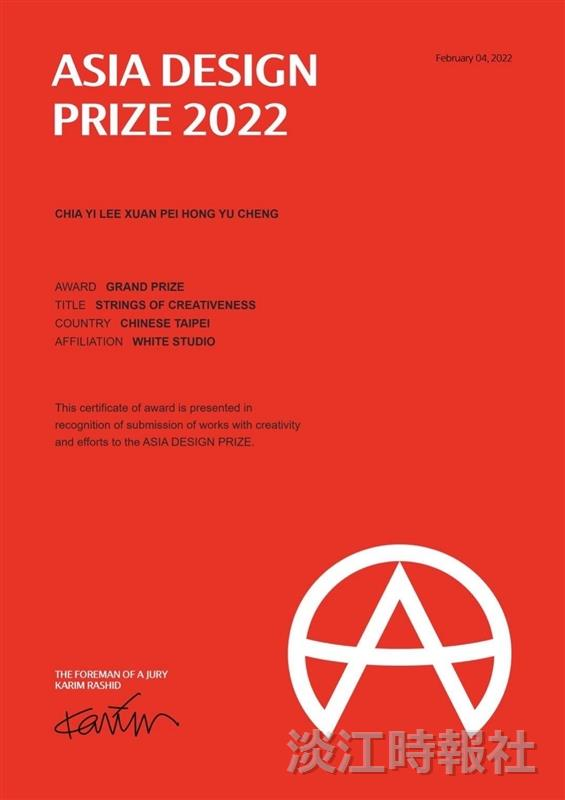 ASIA DESIGN
PRIZE 2022
February 04, 2022
CHIA YI LEE XUAN PEI HONG YU CHENG
AWARD GRAND PRIZE
TITLE STRINGS OF CREATIVENESS
COUNTRY CHINESE TAIPEI
AFFILIATION WHITE STUDIO
This certificate of award is presented in
recognition of submission of works with creativity
and efforts to the ASIA DESIGN PRIZE.
THE FOREMAN OF A JURY
KARIM RASHID
Karim
淡江時報社